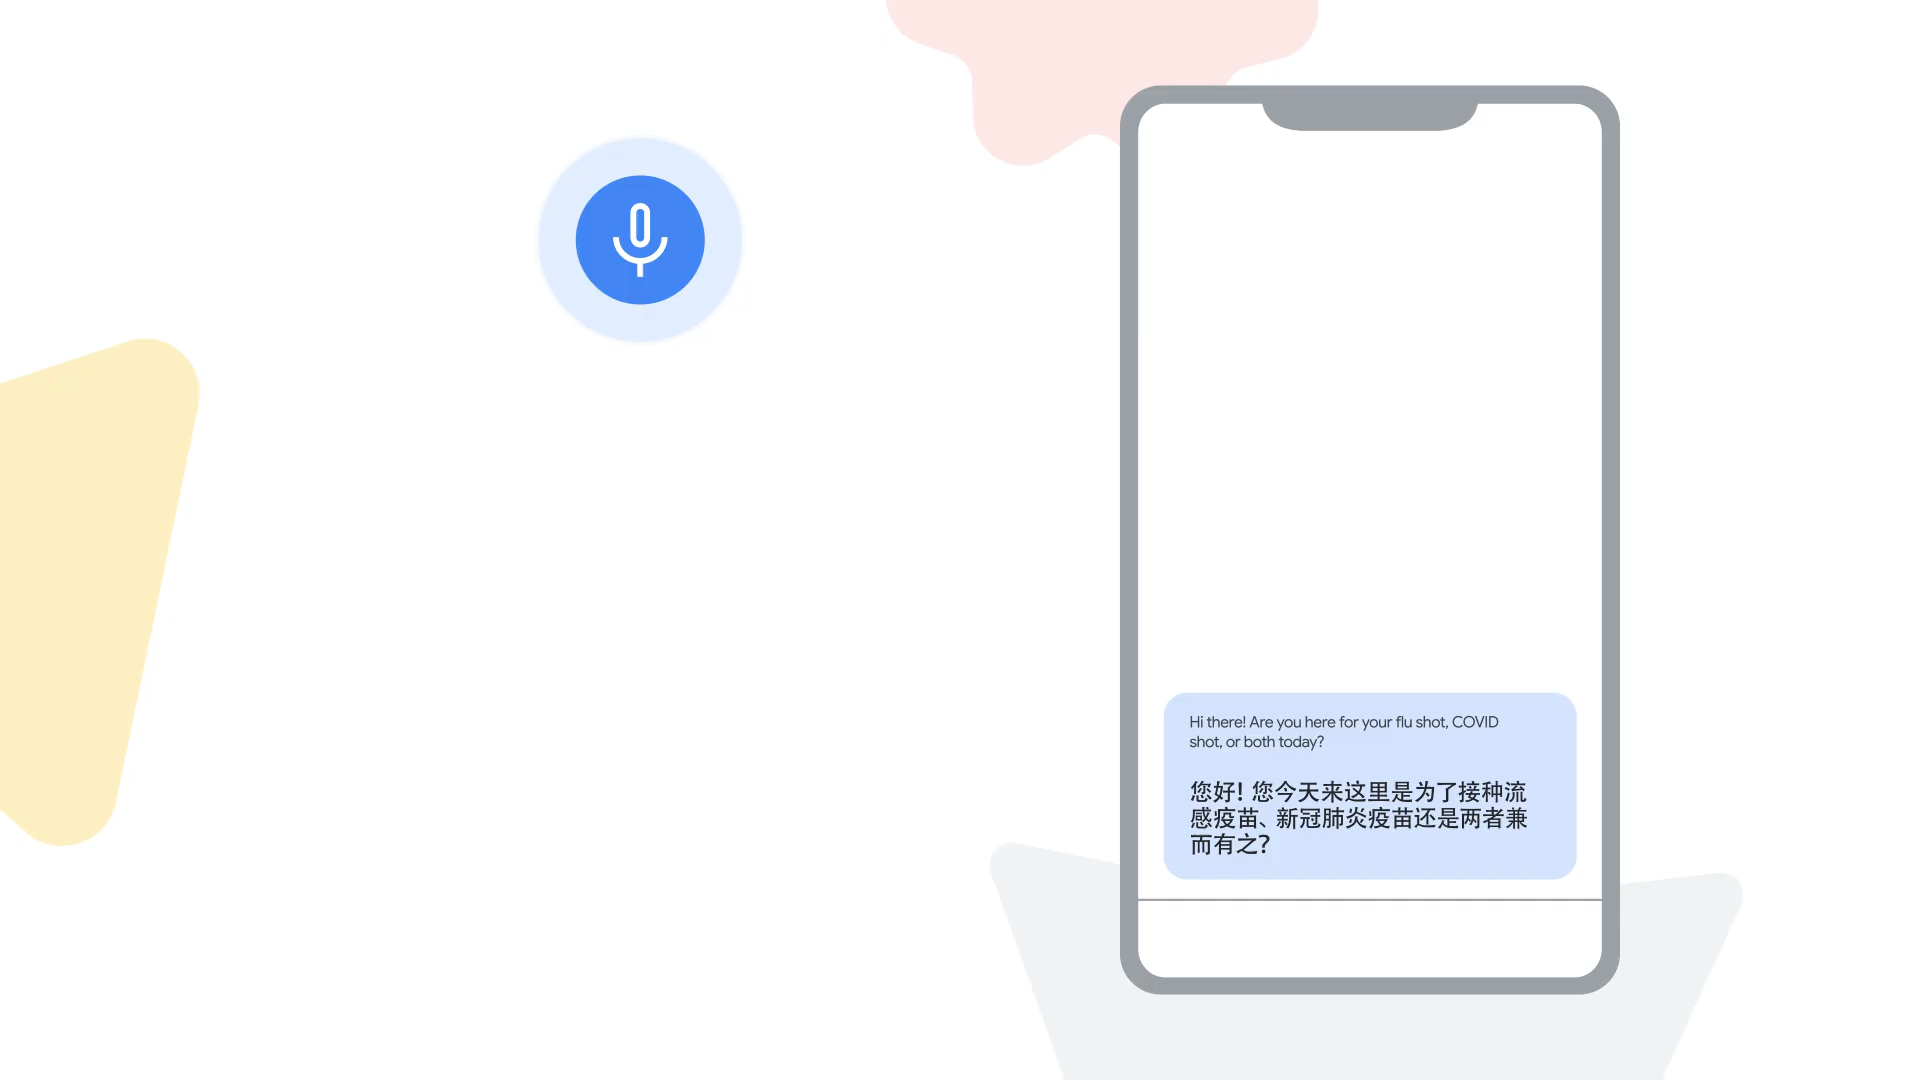 Hi there! Are you here for your flu shot, COVID
shot, or both today?
您好！您今天来这里是为了接种流
感疫苗、新冠肺炎疫苗还是两者兼
而有之？